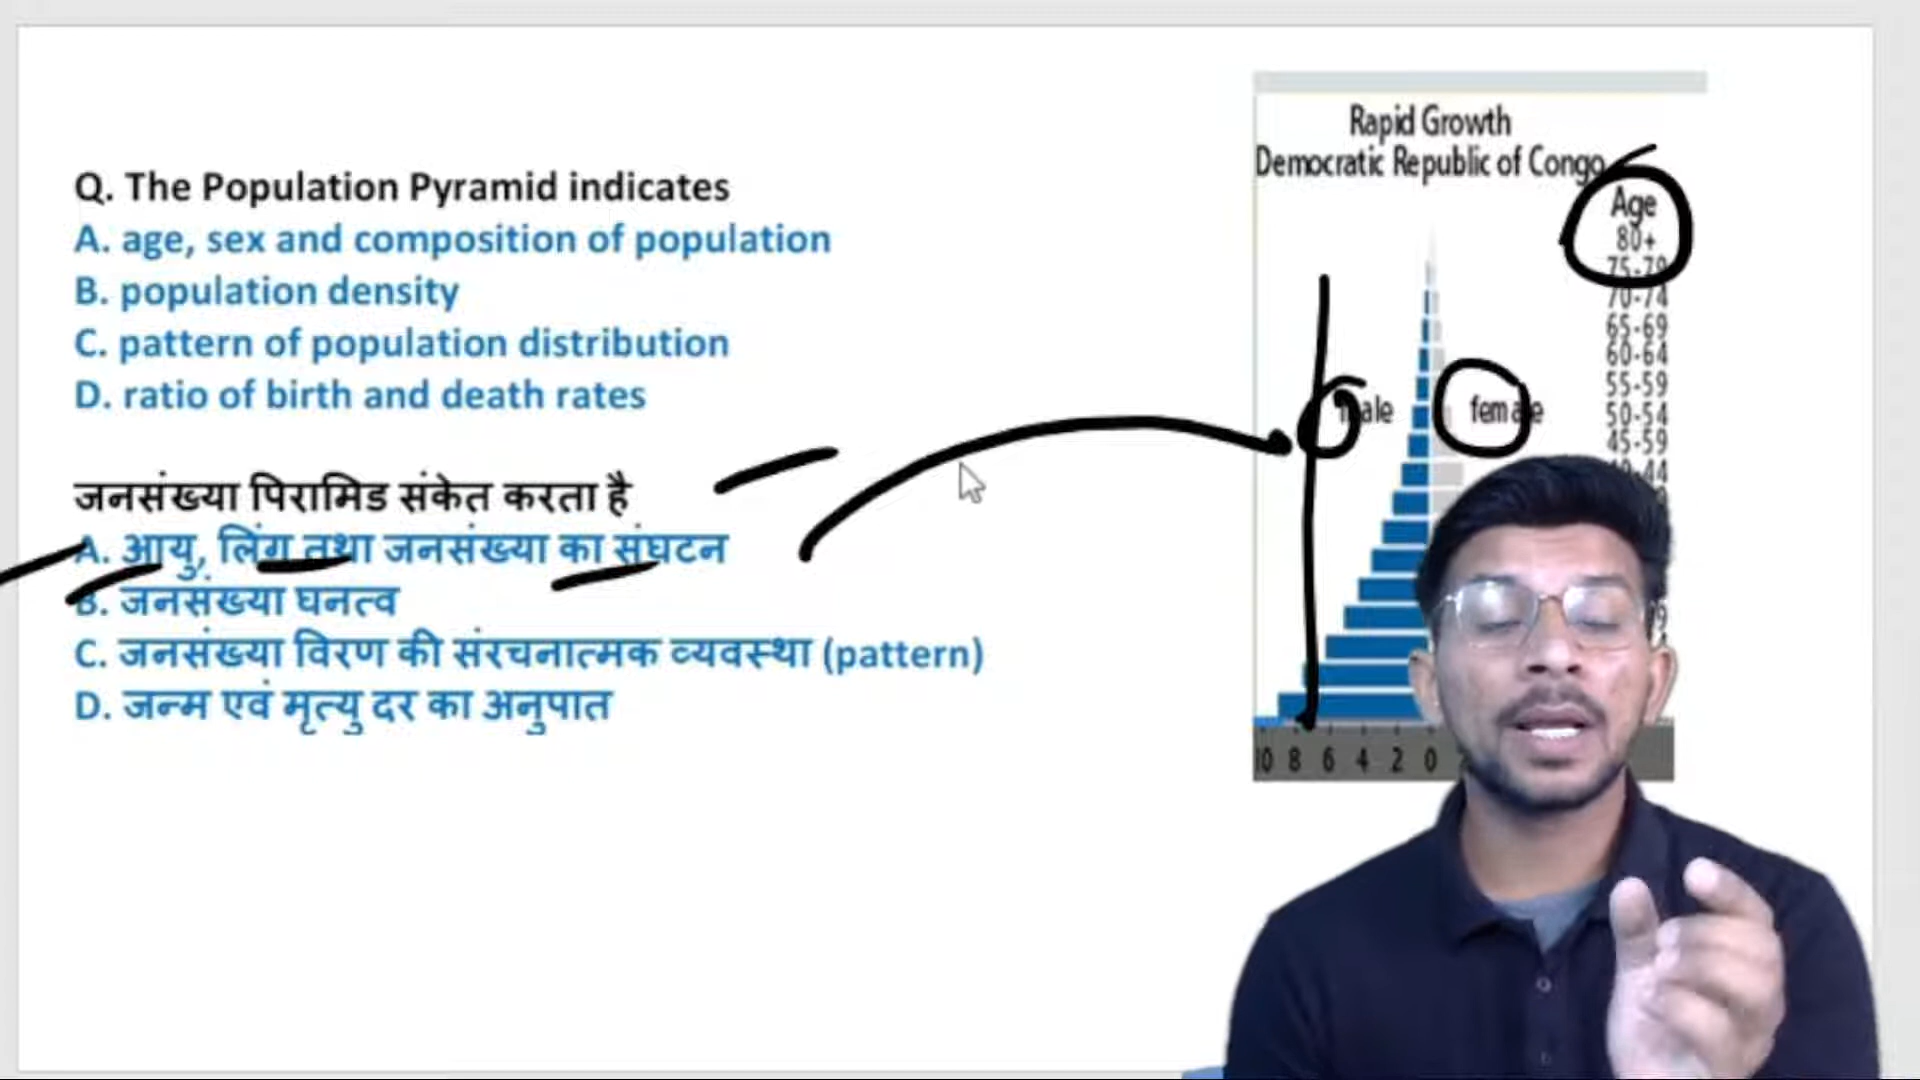 Q. The Population Pyramid indicates
A. age, sex and composition of population
B. population density
C. pattern of population distribution
D. ratio of birth and death rates
जनसंख्या पिरामिड संकेत करता है
A. आयु, लिंग तथा जनसंख्या का संघटन
B. जनसंख्या घनत्व
C. जनसंख्या विरण की संरचनात्मक व्यवस्था (pattern)
D. जन्म एवं मृत्यु दर का अनुपात
Rapid Growth
Democratic Republic of Congo
Age
80+
75-79
70-74
65-69
60-64
55-59
50-54
45-59
male female
10 8 6 4 2 0